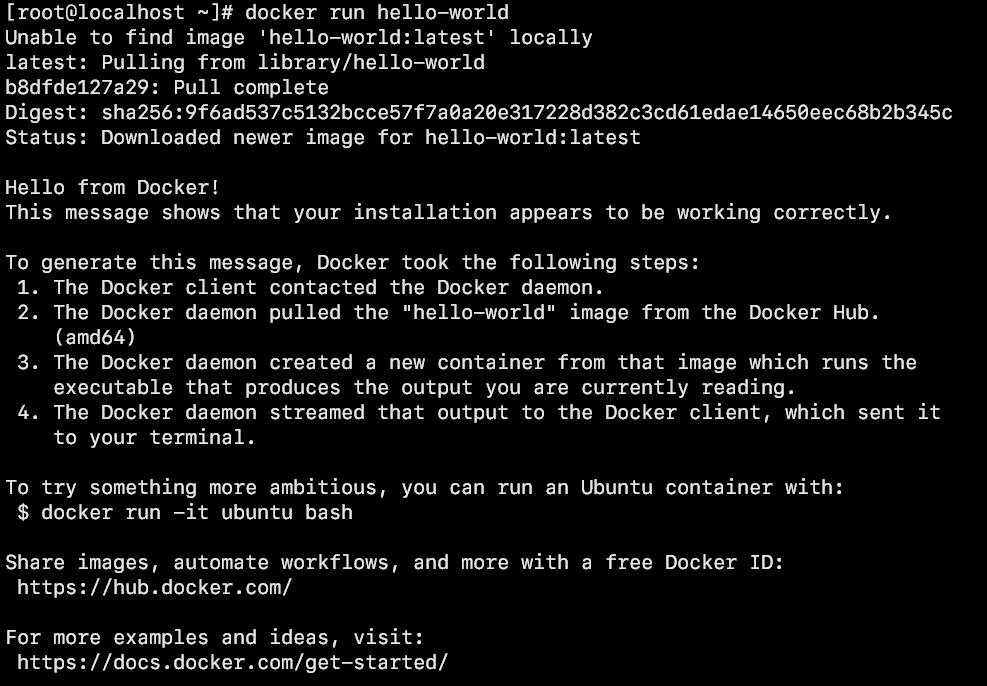 [root@localhost ~]# docker run hello-world
Unable to find image 'hello-world:latest' locally
latest: Pulling from library/hello-world
b8dfde127a29: Pull complete
Digest: sha256:9f6ad537c5132bcce57f7a0a20e317228d382c3cd61edae14650eec68b2b345c
Status: Downloaded newer image for hello-world:latest

Hello from Docker!
This message shows that your installation appears to be working correctly.

To generate this message, Docker took the following steps:
 1. The Docker client contacted the Docker daemon.
 2. The Docker daemon pulled the "hello-world" image from the Docker Hub.
    (amd64)
 3. The Docker daemon created a new container from that image which runs the
    executable that produces the output you are currently reading.
 4. The Docker daemon streamed that output to the Docker client, which sent it
    to your terminal.

To try something more ambitious, you can run an Ubuntu container with:
 $ docker run -it ubuntu bash

Share images, automate workflows, and more with a free Docker ID:
 https://hub.docker.com/

For more examples and ideas, visit:
 https://docs.docker.com/get-started/